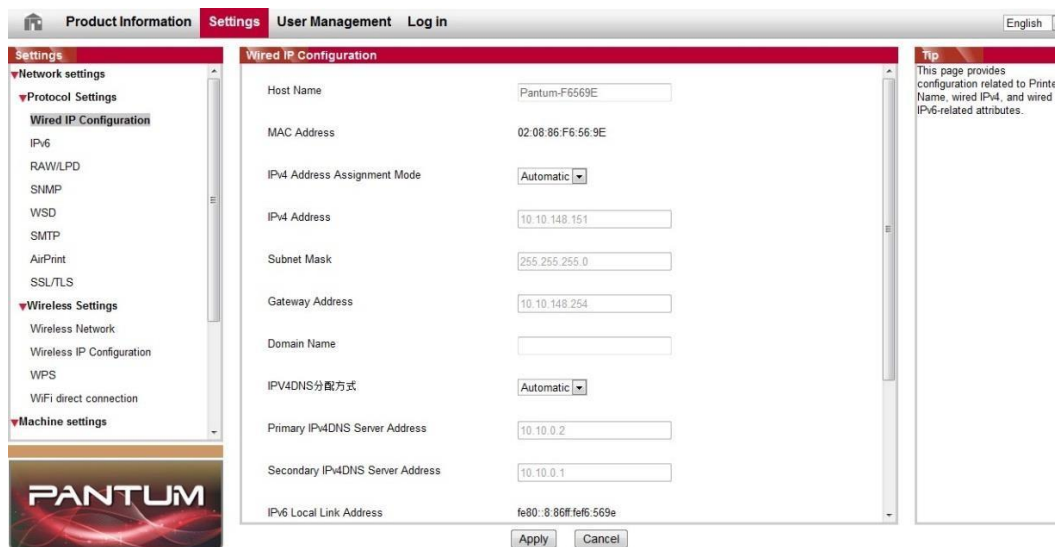 Product Information Settings User Management Log in English
Settings
Network settings
Protocol Settings
Wired IP Configuration
IPv6
RAW/LPD
SNMP
WSD
SMTP
AirPrint
SSL/TLS
Wireless Settings
Wireless Network
Wireless IP Configuration
WPS
WiFi direct connection
Machine settings
PANTUM
Wired IP Configuration
Host Name Pantum-F6569E
MAC Address 02:08:86:F6:56:9E
IPv4 Address Assignment Mode Automatic
IPv4 Address 10.10.148.151
Subnet Mask 255.255.255.0
Gateway Address 10.10.148.254
Domain Name
IPV4DNS分配方式 Automatic
Primary IPv4DNS Server Address 10.10.0.2
Secondary IPv4DNS Server Address 10.10.0.1
IPv6 Local Link Address fe80::8:86ff:fef6:569e
Apply Cancel
Tip
This page provides
configuration related to Printe
Name, wired IPv4, and wired
IPv6-related attributes.